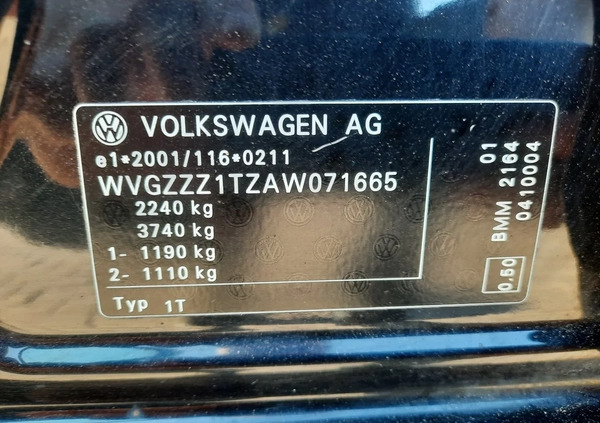 VOLKSWAGEN AG
e1*2001/116*0211
WVGZZZ1TZAW071665
2240 kg
3740 kg
1- 1190 kg
2- 1110 kg
Typ 1T
01
BMM 2164
0410004
0,50